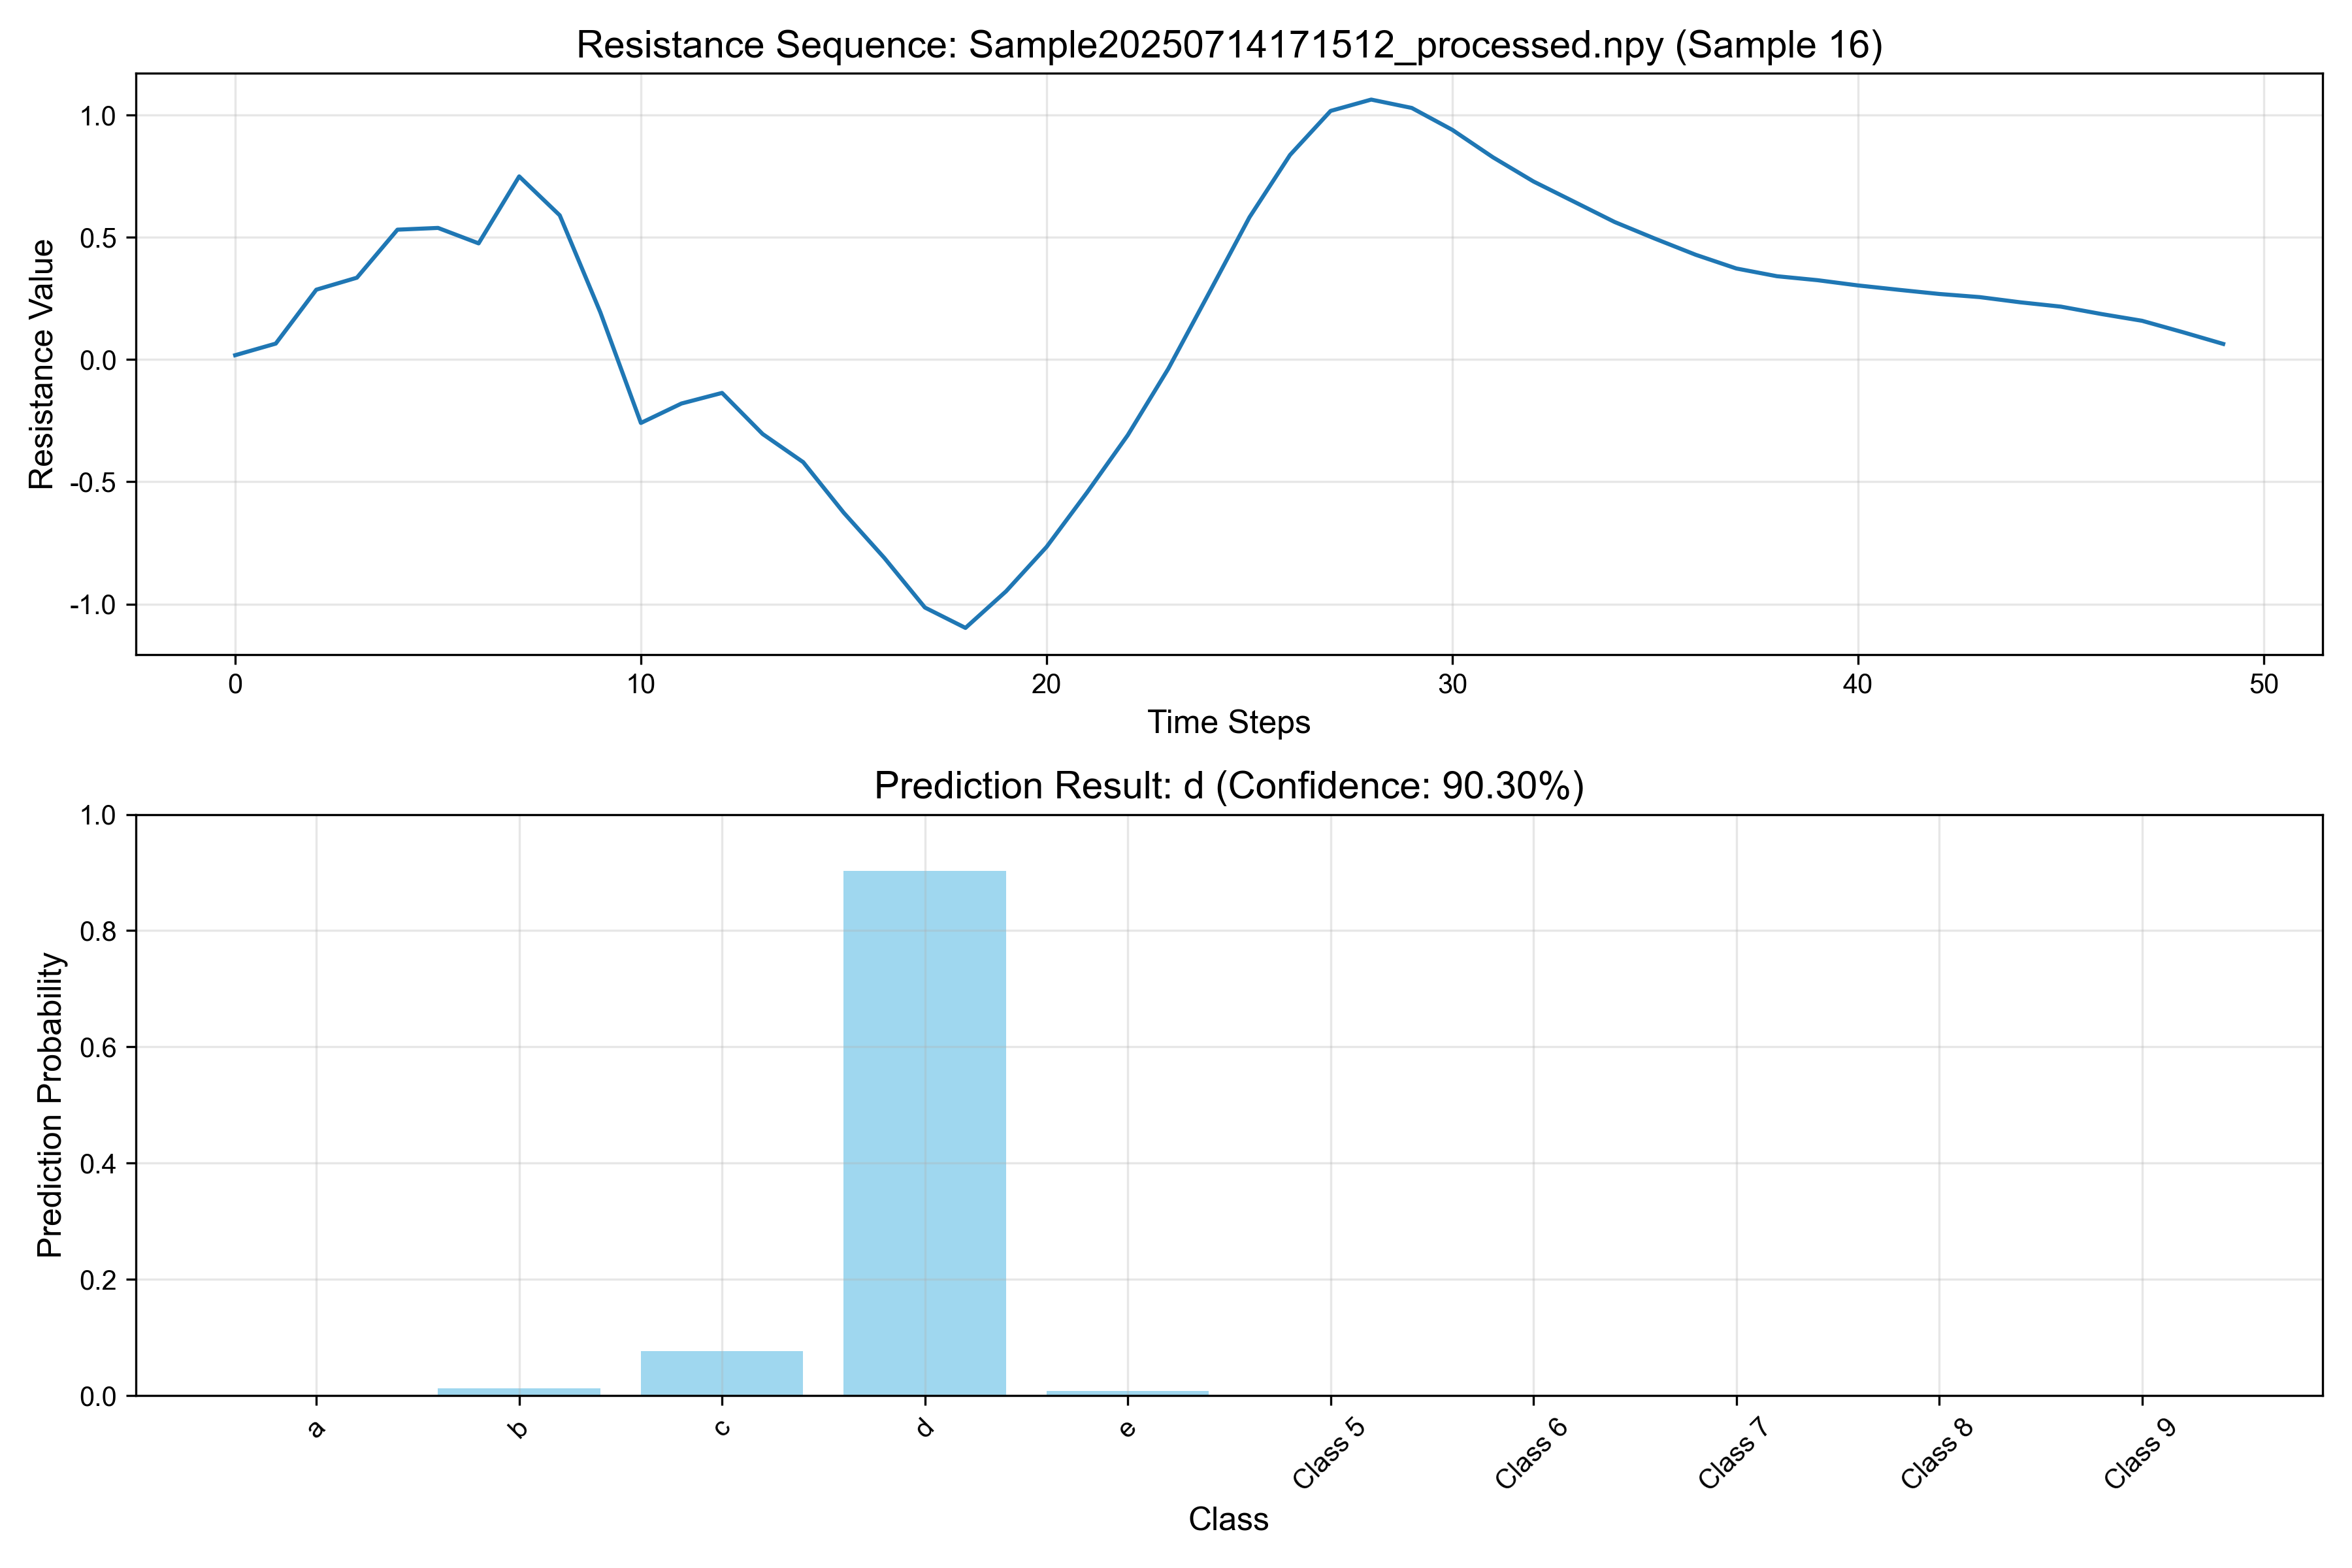 Resistance Sequence: Sample20250714171512_processed.npy (Sample 16)
Resistance Value
1.0
0.5
0.0
-0.5
-1.0
0 10 20 30 40 50
Time Steps
Prediction Result: d (Confidence: 90.30%)
Prediction Probability
1.0
0.8
0.6
0.4
0.2
0.0
a b c d e Class 5 Class 6 Class 7 Class 8 Class 9
Class